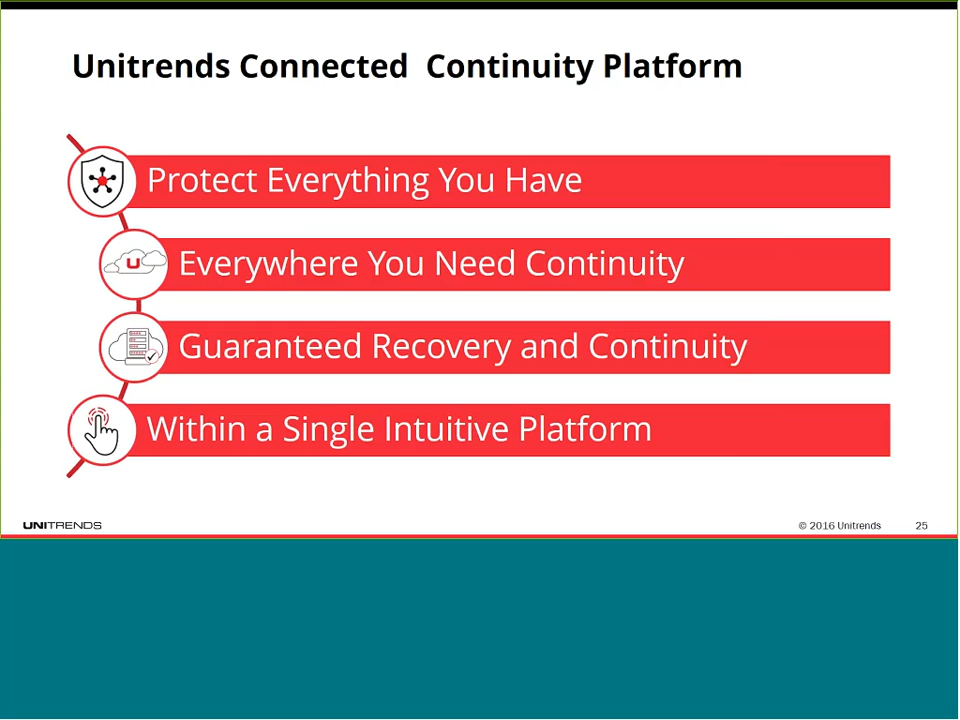 Unitrends Connected  Continuity Platform
Protect Everything You Have
U
Everywhere You Need Continuity
Guaranteed Recovery and Continuity
Within a Single Intuitive Platform
UNITRENDS
© 2016 Unitrends
25